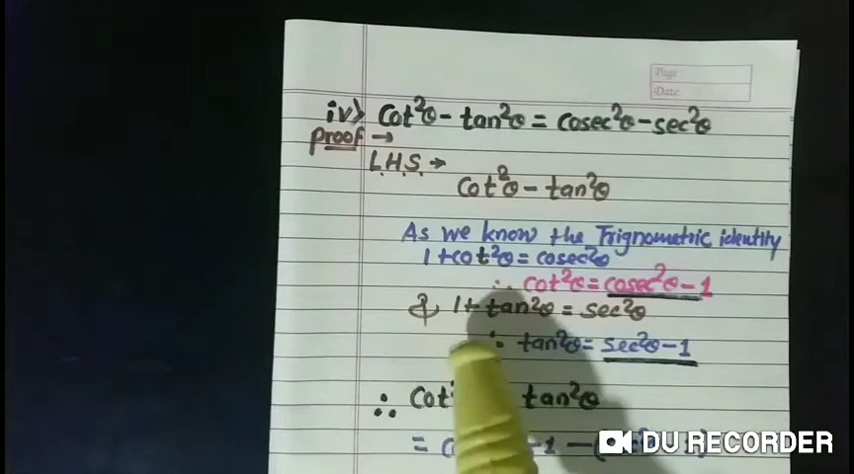 Page
Date
iv) cot²θ - tan²θ = cosec²θ - sec²θ
Proof →
L.H.S. →
cot²θ - tan²θ
As we know the Trignometric identity
1+cot²θ = cosec²θ
∴ cot²θ = cosec²θ - 1
& 1+ tan²θ = sec²θ
∴ tan²θ = sec²θ - 1
∴ cot tan²θ
= -1 - (
DU RECORDER